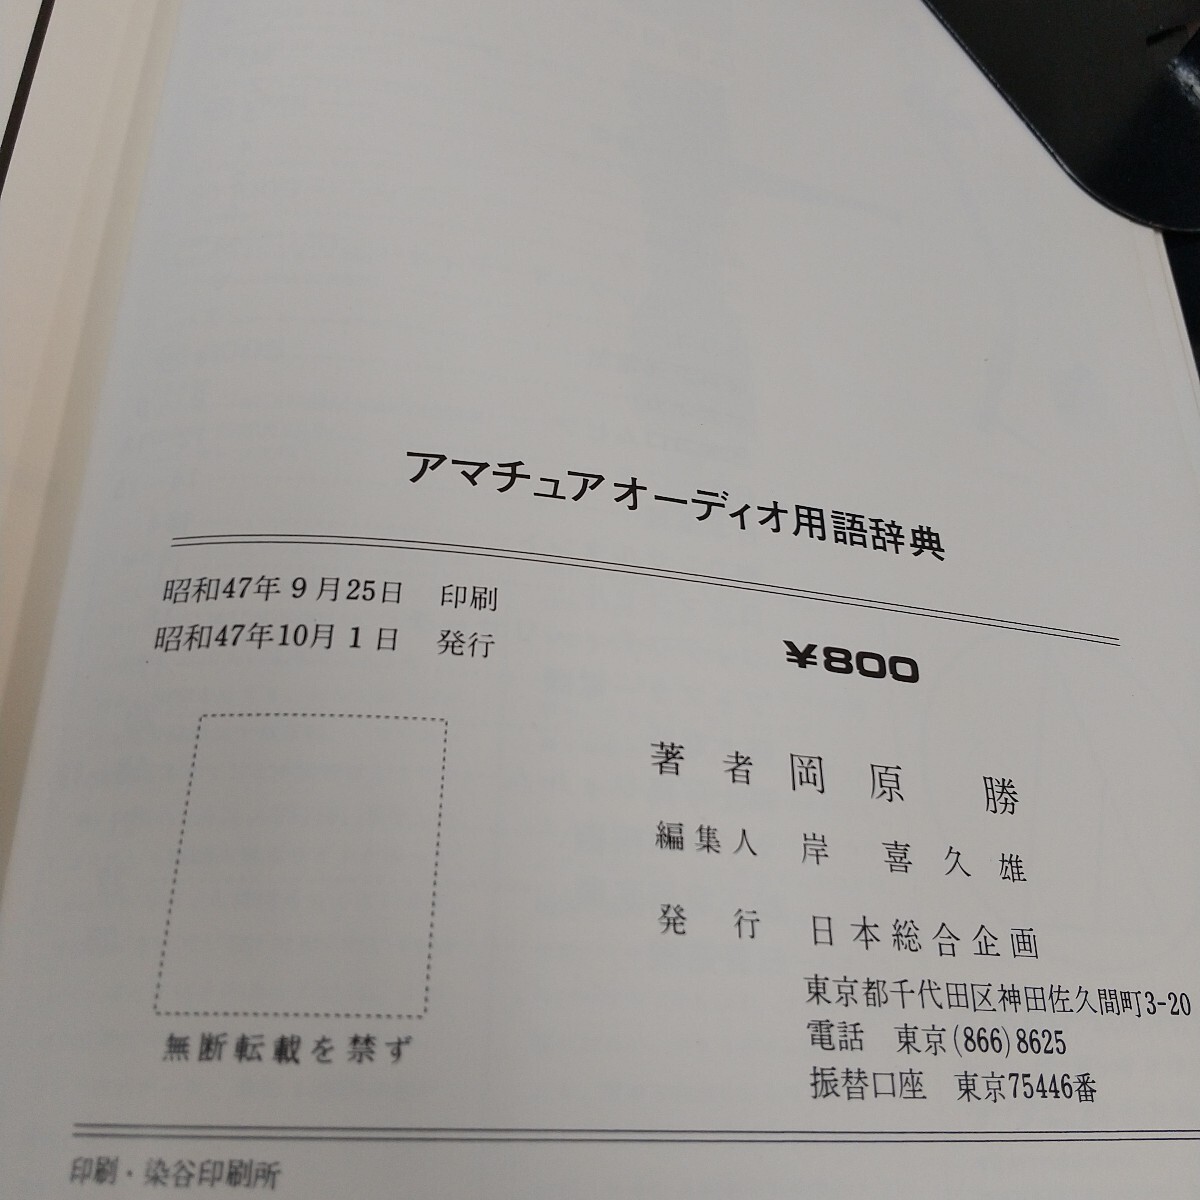 アマチュアオーディオ用語辞典
昭和47年9月25日 印刷
昭和47年10月1日 発行
¥800
著者 岡原 勝
編集人 岸 喜久雄
発行 日本総合企画
東京都千代田区神田佐久間町3-20
電話 東京(866)8625
振替口座 東京75446番
無断転載を禁ず
印刷・染谷印刷所